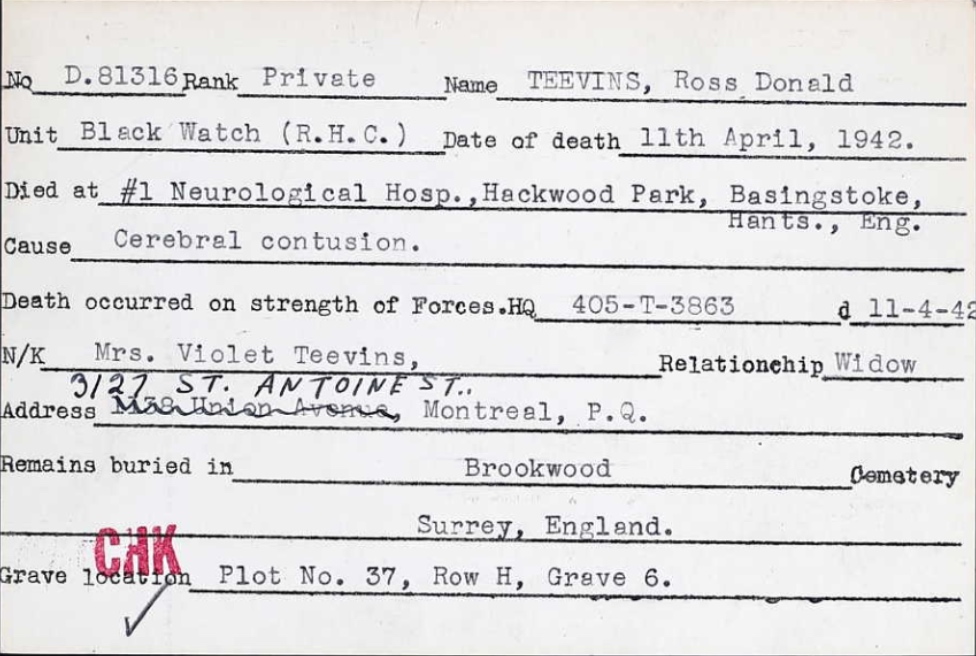 No D.81316 Rank Private Name TEEVINS, Ross Donald
Unit Black Watch (R.H.C.) Date of death 11th April, 1942.
Died at #1 Neurological Hosp., Hackwood Park, Basingstoke,
Hants., Eng.
Cause Cerebral contusion.
Death occurred on strength of Forces.HQ 405-T-3863 d 11-4-42
N/K Mrs. Violet Teevins, Relationchip Widow
3127 ST. ANTOINE ST..
Address Union Avenue, Montreal, P.Q.
Remains buried in Brookwood Cemetery
Surrey, England.
CHK
Grave location Plot No. 37, Row H, Grave 6.